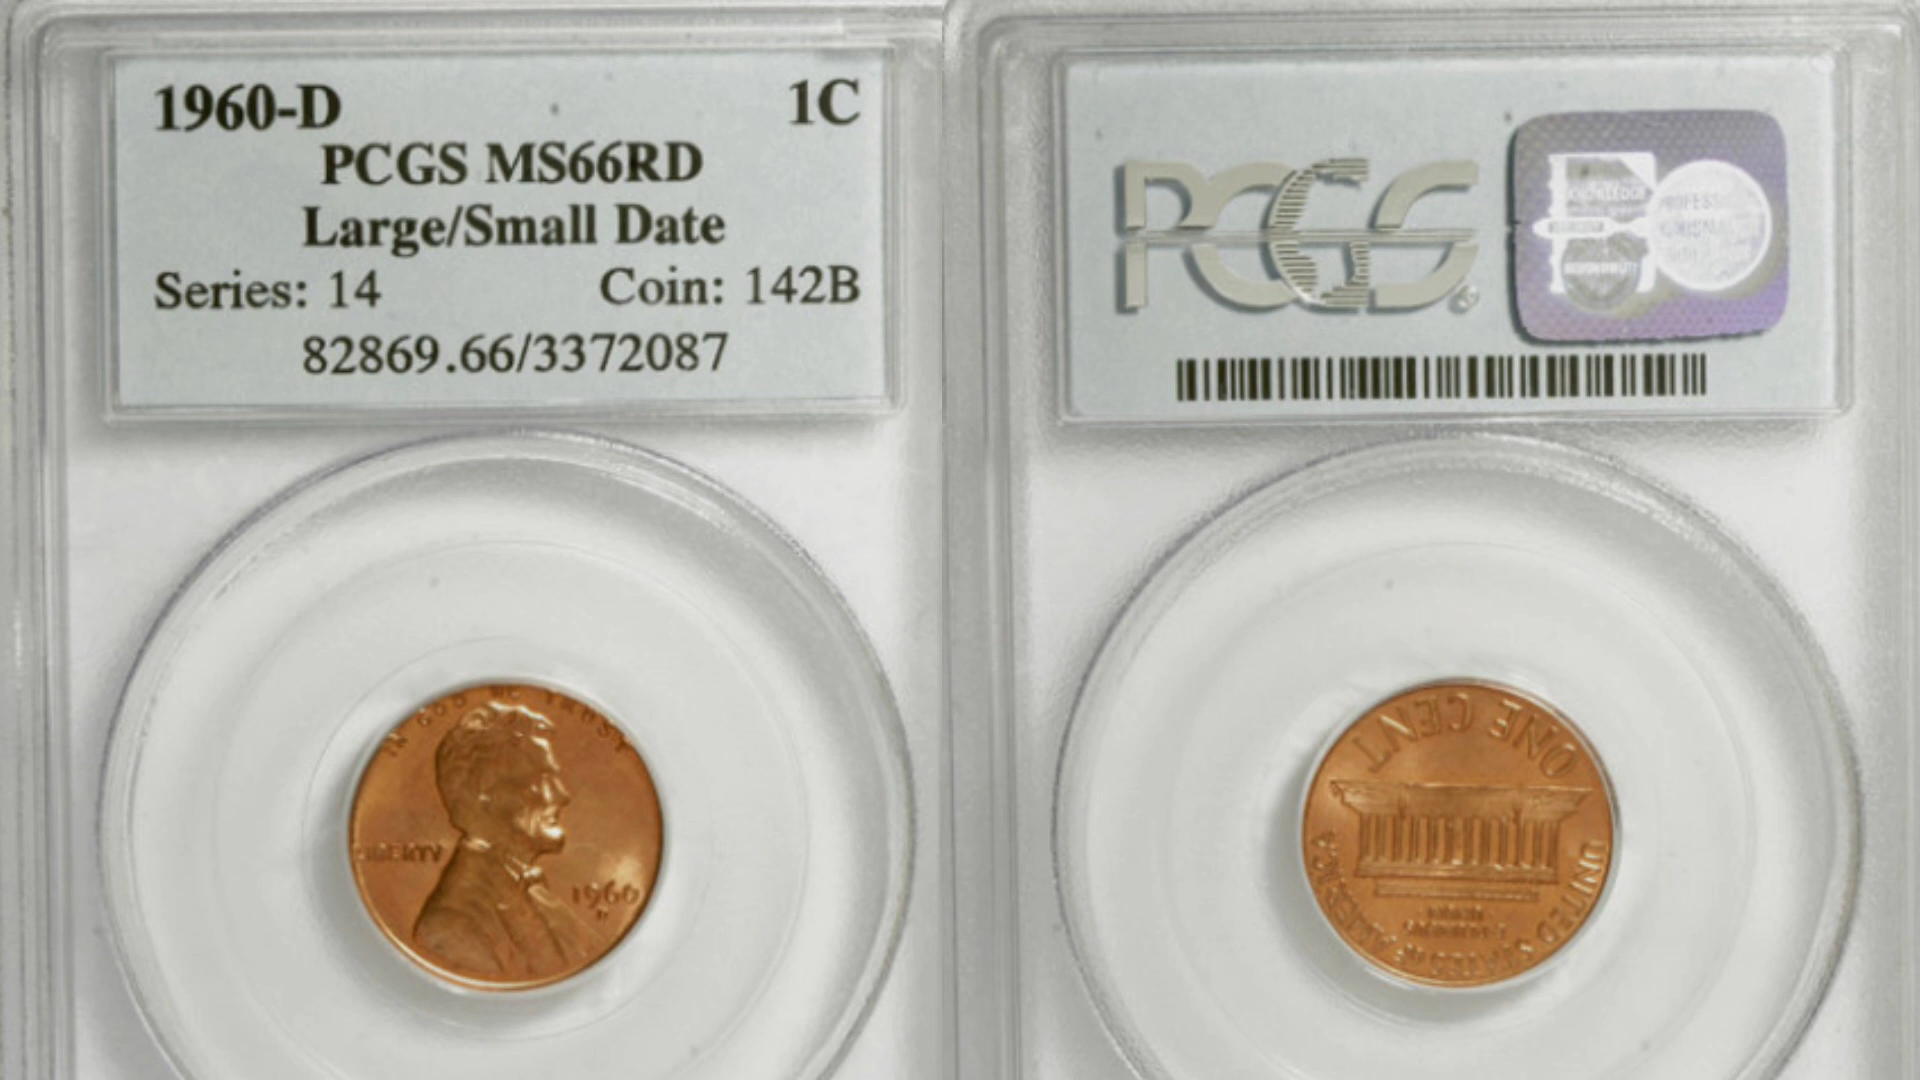 1960-D 1C
PCGS MS66RD
Large/Small Date
Series: 14 Coin: 142B
82869.66/3372087
PCGS
IN GOD WE TRUST
LIBERTY
1960
D
ONE CENT
UNITED STATES OF AMERICA